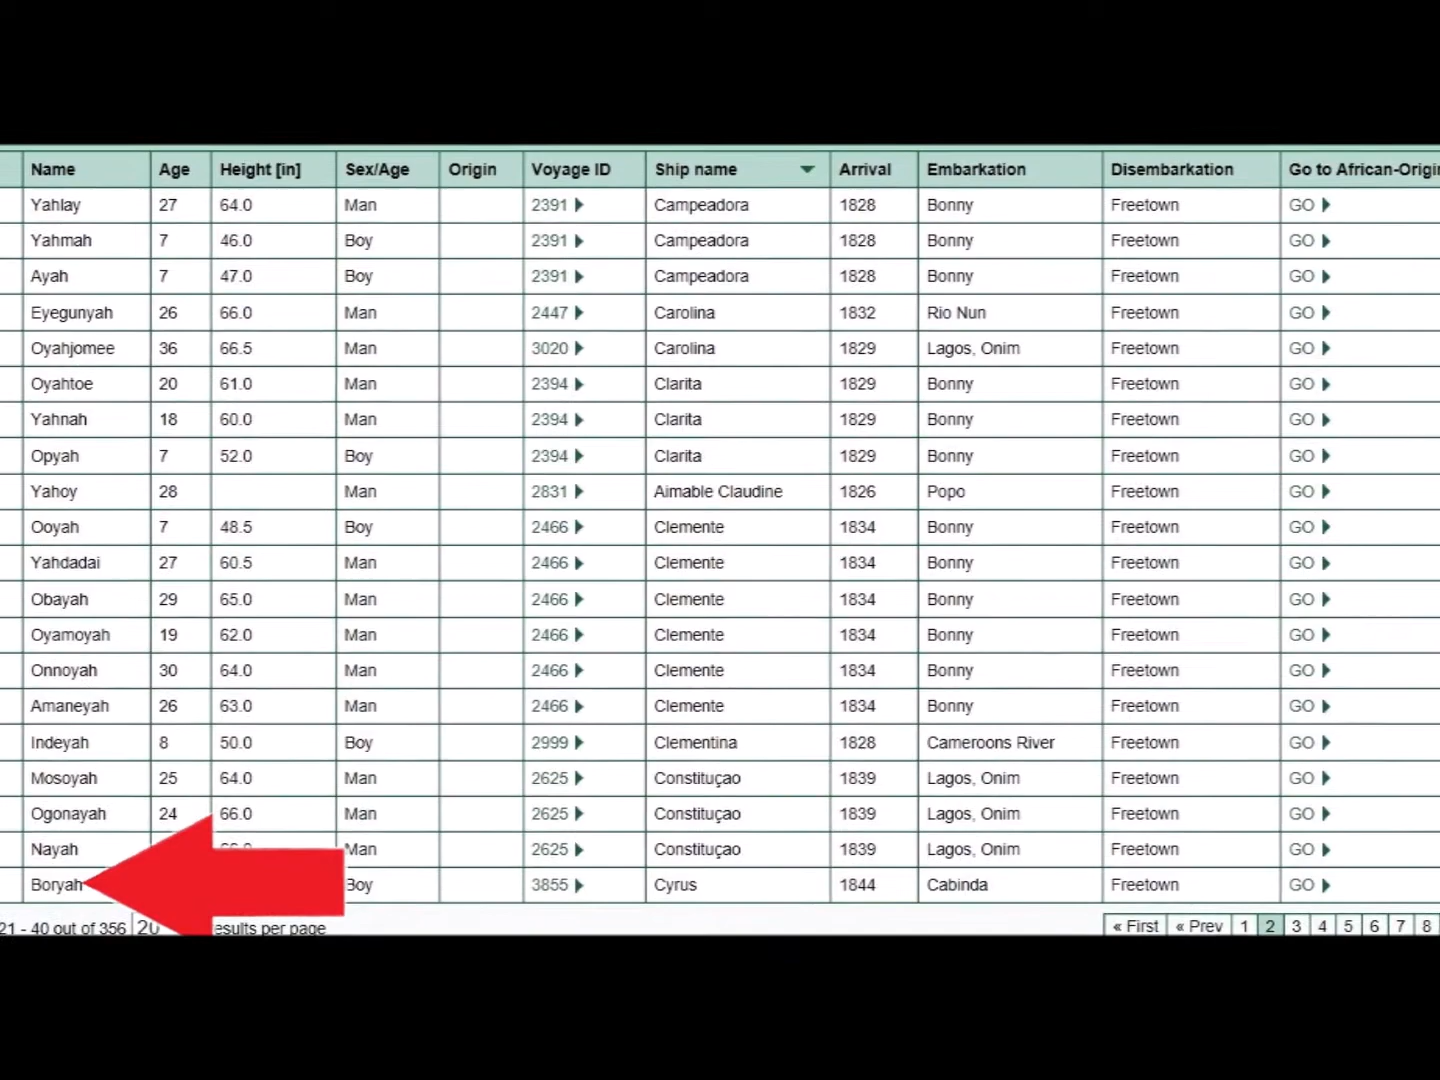 Name Age Height [in] Sex/Age Origin Voyage ID Ship name Arrival Embarkation Disembarkation Go to African-Origin
Yahlay 27 64.0 Man 2391 Campeadora 1828 Bonny Freetown GO
Yahmah 7 46.0 Boy 2391 Campeadora 1828 Bonny Freetown GO
Ayah 7 47.0 Boy 2391 Campeadora 1828 Bonny Freetown GO
Eyegunyah 26 66.0 Man 2447 Carolina 1832 Rio Nun Freetown GO
Oyahjomee 36 66.5 Man 3020 Carolina 1829 Lagos, Onim Freetown GO
Oyahtoe 20 61.0 Man 2394 Clarita 1829 Bonny Freetown GO
Yahnah 18 60.0 Man 2394 Clarita 1829 Bonny Freetown GO
Opyah 7 52.0 Boy 2394 Clarita 1829 Bonny Freetown GO
Yahoy 28 Man 2831 Aimable Claudine 1826 Popo Freetown GO
Ooyah 7 48.5 Boy 2466 Clemente 1834 Bonny Freetown GO
Yahdadai 27 60.5 Man 2466 Clemente 1834 Bonny Freetown GO
Obayah 29 65.0 Man 2466 Clemente 1834 Bonny Freetown GO
Oyamoyah 19 62.0 Man 2466 Clemente 1834 Bonny Freetown GO
Onnoyah 30 64.0 Man 2466 Clemente 1834 Bonny Freetown GO
Amaneyah 26 63.0 Man 2466 Clemente 1834 Bonny Freetown GO
Indeyah 8 50.0 Boy 2999 Clementina 1828 Cameroons River Freetown GO
Mosoyah 25 64.0 Man 2625 Constituçao 1839 Lagos, Onim Freetown GO
Ogonayah 24 66.0 Man 2625 Constituçao 1839 Lagos, Onim Freetown GO
Nayah Man 2625 Constituçao 1839 Lagos, Onim Freetown GO
Boryah Boy 3855 Cyrus 1844 Cabinda Freetown GO
21 - 40 out of 356 20 esults per page « First « Prev 1 2 3 4 5 6 7 8